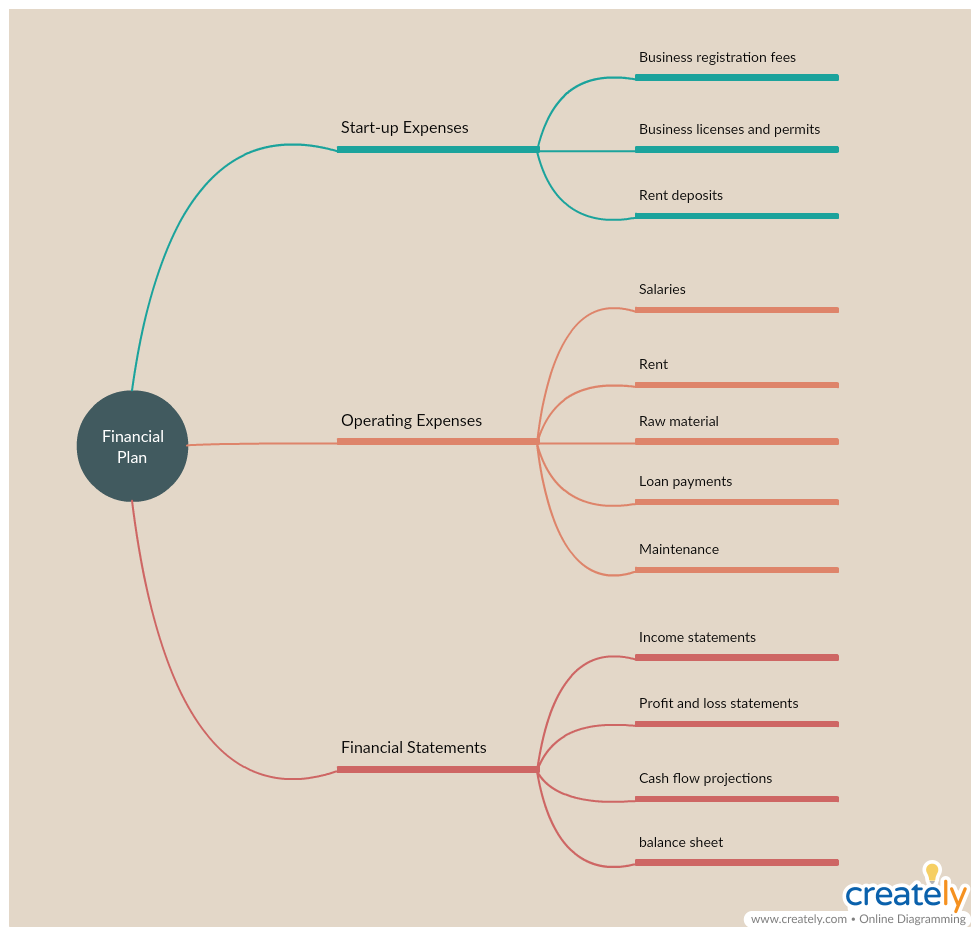 Financial
Plan
Start-up Expenses
Business registration fees
Business licenses and permits
Rent deposits
Operating Expenses
Salaries
Rent
Raw material
Loan payments
Maintenance
Financial Statements
Income statements
Profit and loss statements
Cash flow projections
balance sheet
creately
www.creately.com • Online Diagramming